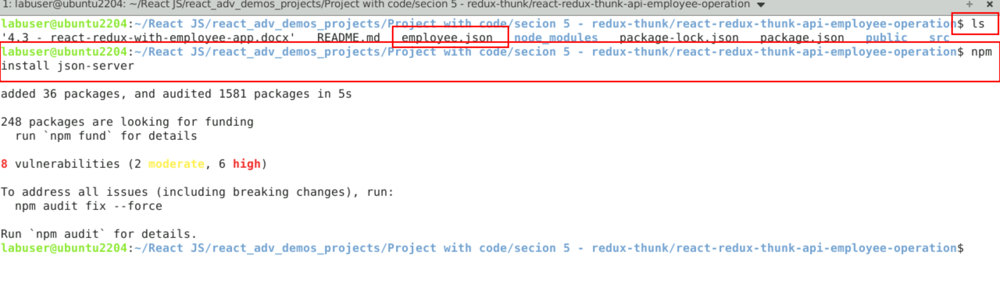 1: labuser@ubuntu2204: ~/React JS/react_adv_demos_projects/Project with code/secion 5 - redux-thunk/react-redux-thunk-api-employee-operation
labuser@ubuntu2204:~/React JS/react_adv_demos_projects/Project with code/secion 5 - redux-thunk/react-redux-thunk-api-employee-operation$ ls
'4.3 - react-redux-with-employee-app.docx' README.md employee.json node_modules package-lock.json package.json public src
labuser@ubuntu2204:~/React JS/react_adv_demos_projects/Project with code/secion 5 - redux-thunk/react-redux-thunk-api-employee-operation$ npm
install json-server
added 36 packages, and audited 1581 packages in 5s
248 packages are looking for funding
run `npm fund` for details
8 vulnerabilities (2 moderate, 6 high)
To address all issues (including breaking changes), run:
npm audit fix --force
Run `npm audit` for details.
labuser@ubuntu2204:~/React JS/react_adv_demos_projects/Project with code/secion 5 - redux-thunk/react-redux-thunk-api-employee-operation$